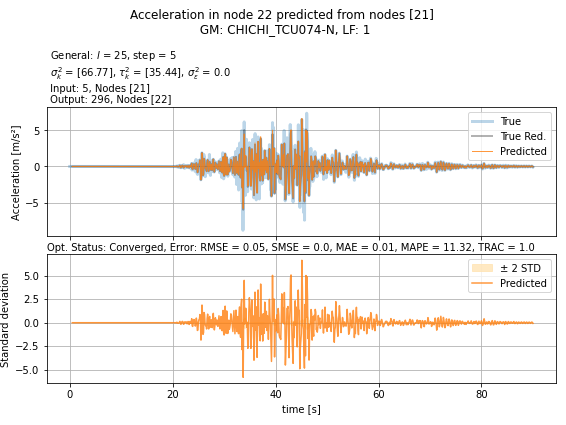 Acceleration in node 22 predicted from nodes [21]
GM: CHICHI_TCU074-N, LF: 1
General: l = 25, step = 5
σ²ₖ = [66.77], τ²ₖ = [35.44], σ²ε = 0.0
Input: 5, Nodes [21]
Output: 296, Nodes [22]
Acceleration [m/s²]
5
0
−5
True
True Red.
Predicted
Opt. Status: Converged, Error: RMSE = 0.05, SMSE = 0.0, MAE = 0.01, MAPE = 11.32, TRAC = 1.0
Standard deviation
5.0
2.5
0.0
−2.5
−5.0
± 2 STD
Predicted
0 20 40 60 80
time [s]